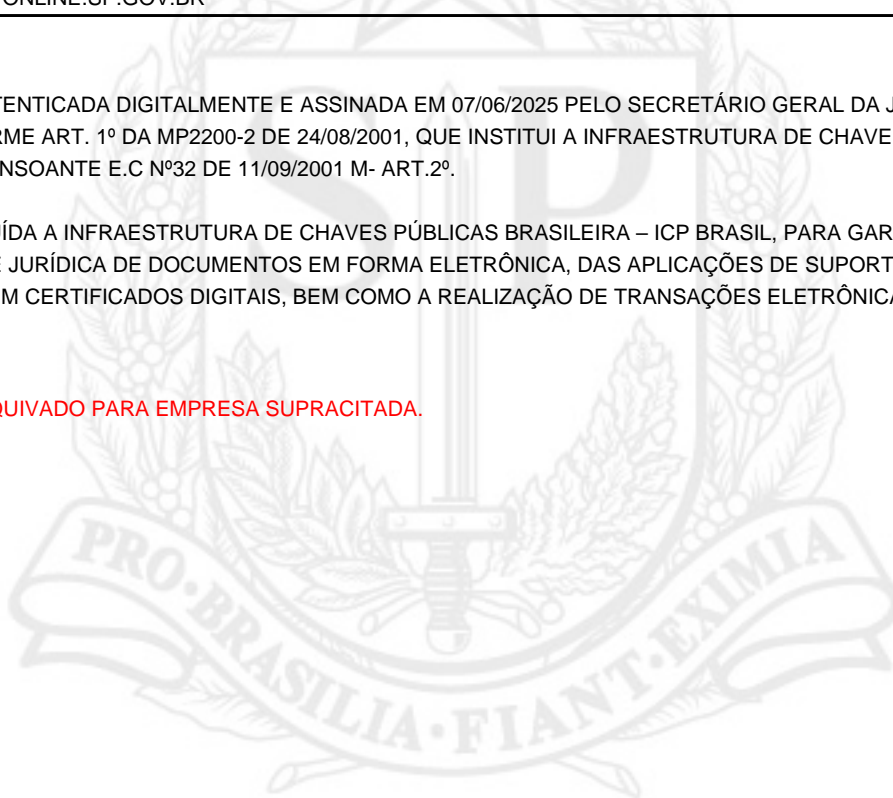 ONLINE.SP.GOV.BR
TENTICADA DIGITALMENTE E ASSINADA EM 07/06/2025 PELO SECRETÁRIO GERAL DA J
RME ART. 1º DA MP2200-2 DE 24/08/2001, QUE INSTITUI A INFRAESTRUTURA DE CHAVE
NSOANTE E.C Nº32 DE 11/09/2001 M- ART.2º.
ÍDA A INFRAESTRUTURA DE CHAVES PÚBLICAS BRASILEIRA – ICP BRASIL, PARA GAR
E JURÍDICA DE DOCUMENTOS EM FORMA ELETRÔNICA, DAS APLICAÇÕES DE SUPORT
M CERTIFICADOS DIGITAIS, BEM COMO A REALIZAÇÃO DE TRANSAÇÕES ELETRÔNICA
QUIVADO PARA EMPRESA SUPRACITADA.
SP
PRO·BRASILIA·FIANT·EXIMIA